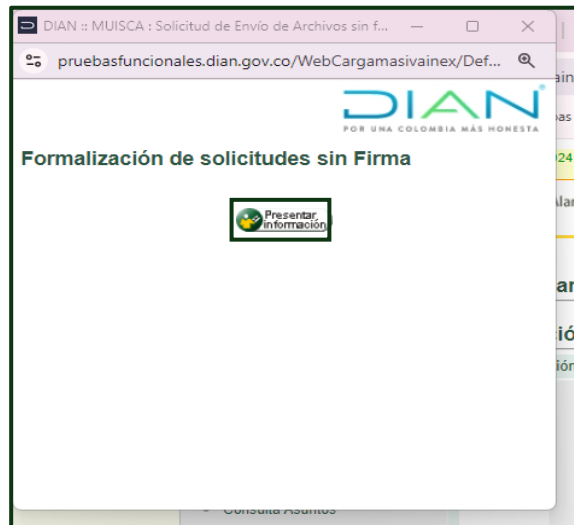 DIAN :: MUISCA : Solicitud de Envío de Archivos sin f...
pruebasfuncionales.dian.gov.co/WebCargamasivainex/Def...
DIAN
POR UNA COLOMBIA MÁS HONESTA
Formalización de solicitudes sin Firma
Presentar
información
Consulta Asuntos